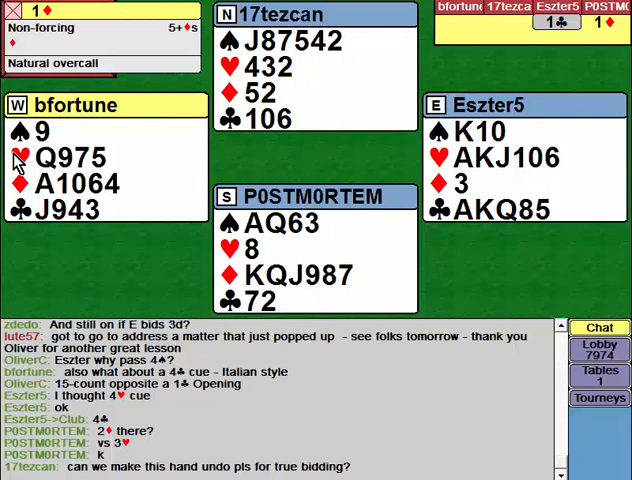 1♦
Non-forcing 5+♦s
♦
Natural overcall
N 17tezcan
♠J87542
♥432
♦52
♣106
bfortune 17tezca Eszter5 P0STM0
1♣ 1♦
W bfortune
♠9
♥Q975
♦A1064
♣J943
E Eszter5
♠K10
♥AKJ106
♦3
♣AKQ85
S P0STM0RTEM
♠AQ63
♥8
♦KQJ987
♣72
zdedo: And still on if E bids 3d?
lute57: got to go to address a matter that just popped up - see folks tomorrow - thank you
Oliver for another great lesson
OliverC: Eszter why pass 4♠?
bfortune: also what about a 4♣ cue - Italian style
OliverC: 15-count opposite a 1♣ Opening
Eszter5: I thought 4♥ cue
Eszter5: ok
Eszter5->Club: 4♣
P0STM0RTEM: 2♦ there?
P0STM0RTEM: vs 3♥
P0STM0RTEM: k
17tezcan: can we make this hand undo pls for true bidding?
Chat
Lobby
7974
Tables
1
Tourneys